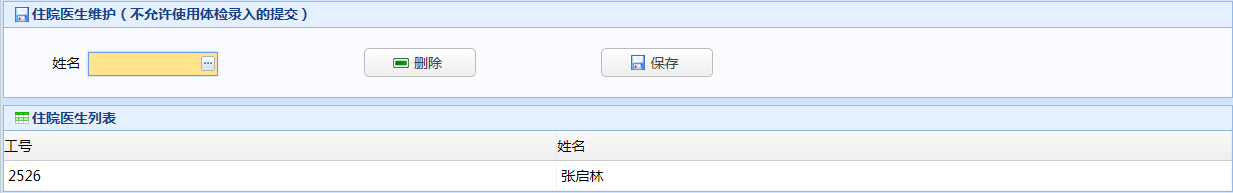 住院医生维护（不允许使用体检录入的提交）
姓名 ... 删除 保存
住院医生列表
工号 姓名
2526 张启林